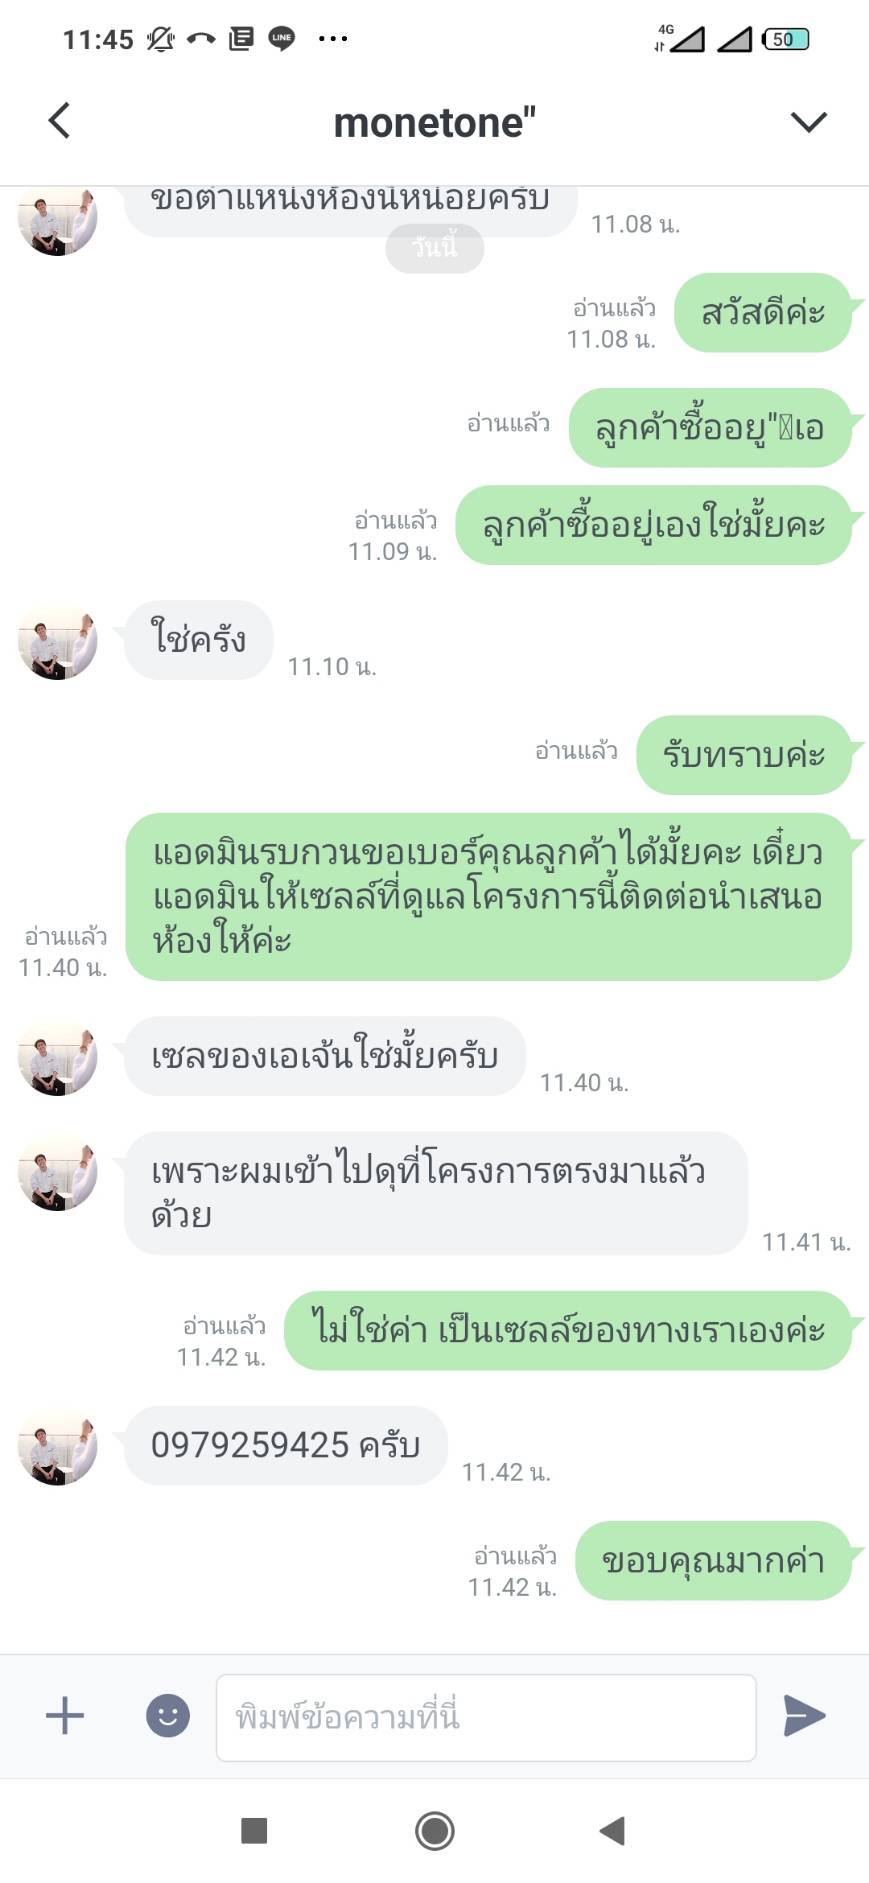 11:45
LINE
4G
50
monetone"
ขอตำแหน่งห้องนี้หน่อยครับ
11.08 น.
วันนี้
สวัสดีค่ะ
อ่านแล้ว
11.08 น.
ลูกค้าซื้ออยู"เอ
อ่านแล้ว
ลูกค้าซื้ออยู่เองใช่มั้ยคะ
อ่านแล้ว
11.09 น.
ใช่ครัง
11.10 น.
รับทราบค่ะ
อ่านแล้ว
แอดมินรบกวนขอเบอร์คุณลูกค้าได้มั้ยคะ เดี๋ยว
แอดมินให้เซลล์ที่ดูแลโครงการนี้ติดต่อนำเสนอ
ห้องให้ค่ะ
อ่านแล้ว
11.40 น.
เซลของเอเจ้นใช่มั้ยครับ
11.40 น.
เพราะผมเข้าไปดุที่โครงการตรงมาแล้ว
ด้วย
11.41 น.
ไม่ใช่ค่า เป็นเซลล์ของทางเราเองค่ะ
อ่านแล้ว
11.42 น.
0979259425 ครับ
11.42 น.
ขอบคุณมากค่า
อ่านแล้ว
11.42 น.
พิมพ์ข้อความที่นี่